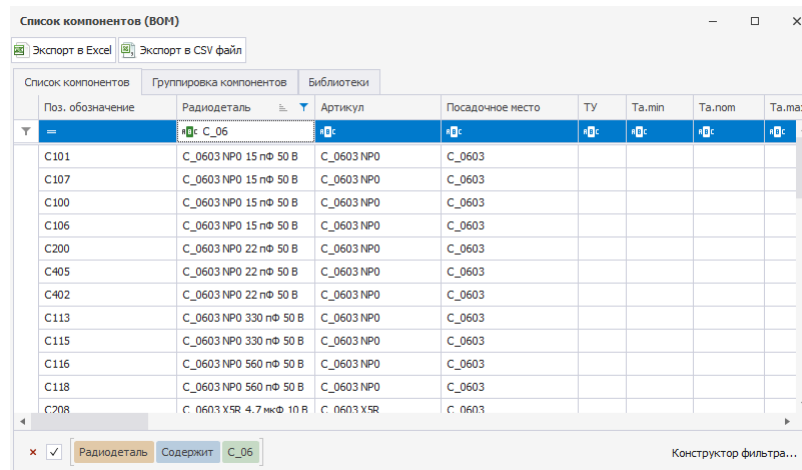 Список компонентов (BOM)
Экспорт в Excel Экспорт в CSV файл
Список компонентов Группировка компонентов Библиотеки
Поз. обозначение Радиодеталь Артикул Посадочное место ТУ Ta.min Ta.nom Ta.ma
= C_06
C101 C_0603 NP0 15 пФ 50 В C_0603 NP0 C_0603
C107 C_0603 NP0 15 пФ 50 В C_0603 NP0 C_0603
C100 C_0603 NP0 15 пФ 50 В C_0603 NP0 C_0603
C106 C_0603 NP0 15 пФ 50 В C_0603 NP0 C_0603
C200 C_0603 NP0 22 пФ 50 В C_0603 NP0 C_0603
C405 C_0603 NP0 22 пФ 50 В C_0603 NP0 C_0603
C402 C_0603 NP0 22 пФ 50 В C_0603 NP0 C_0603
C113 C_0603 NP0 330 пФ 50 В C_0603 NP0 C_0603
C115 C_0603 NP0 330 пФ 50 В C_0603 NP0 C_0603
C116 C_0603 NP0 560 пФ 50 В C_0603 NP0 C_0603
C118 C_0603 NP0 560 пФ 50 В C_0603 NP0 C_0603
C208 C_0603 X5R 4.7 мкФ 10 В C_0603 X5R C_0603
Радиодеталь Содержит C_06 Конструктор фильтра...